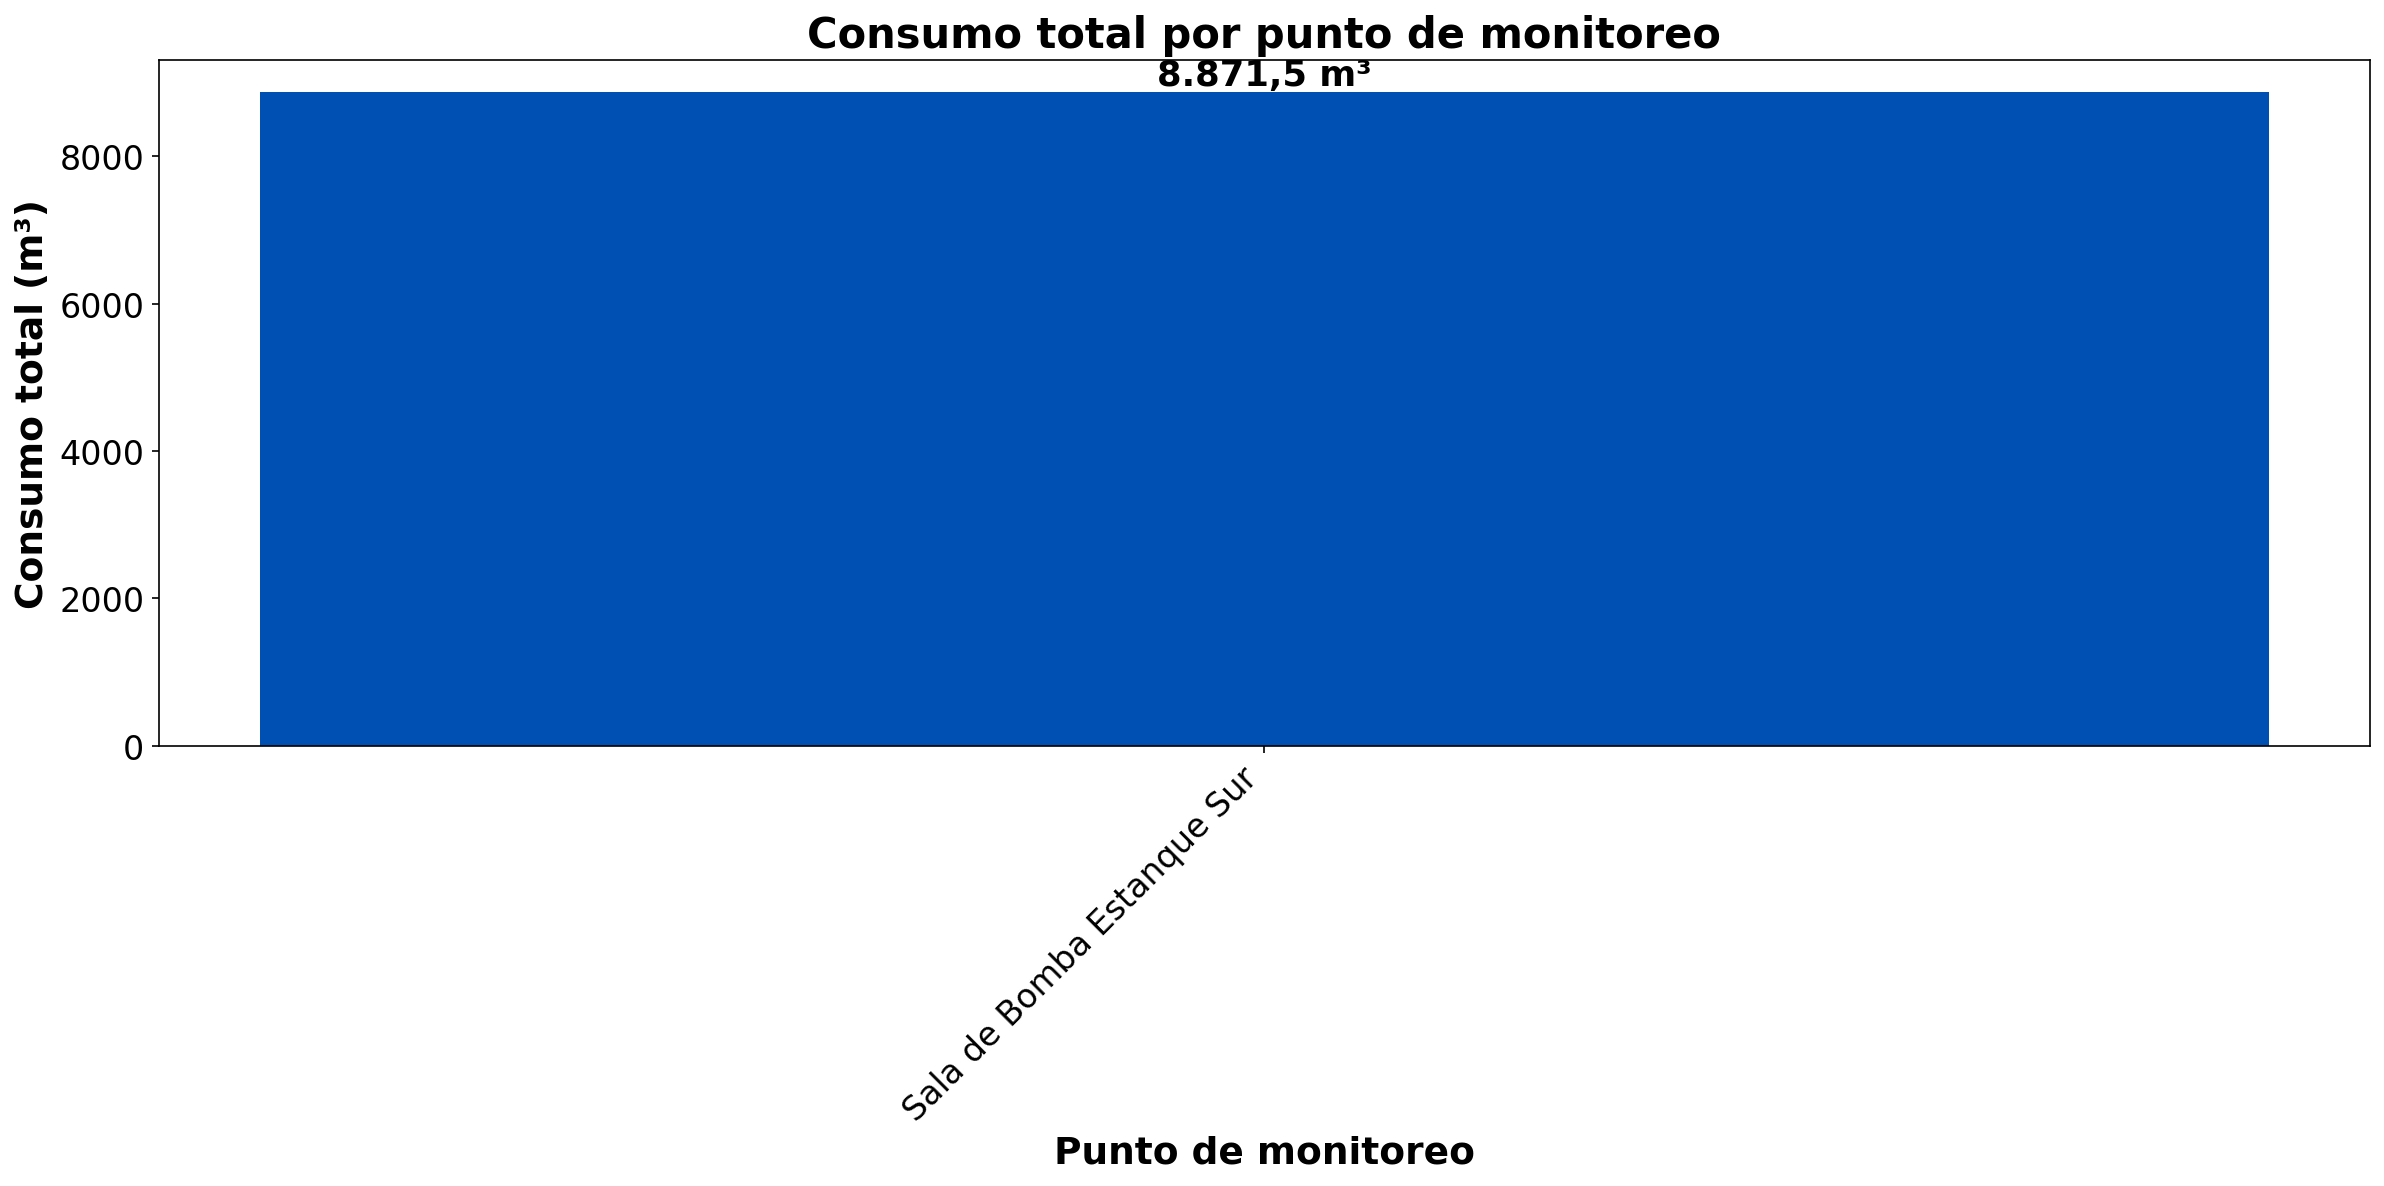 Consumo total por punto de monitoreo
8.871,5 m³
Consumo total (m³)
8000
6000
4000
2000
0
Sala de Bomba Estanque Sur
Punto de monitoreo